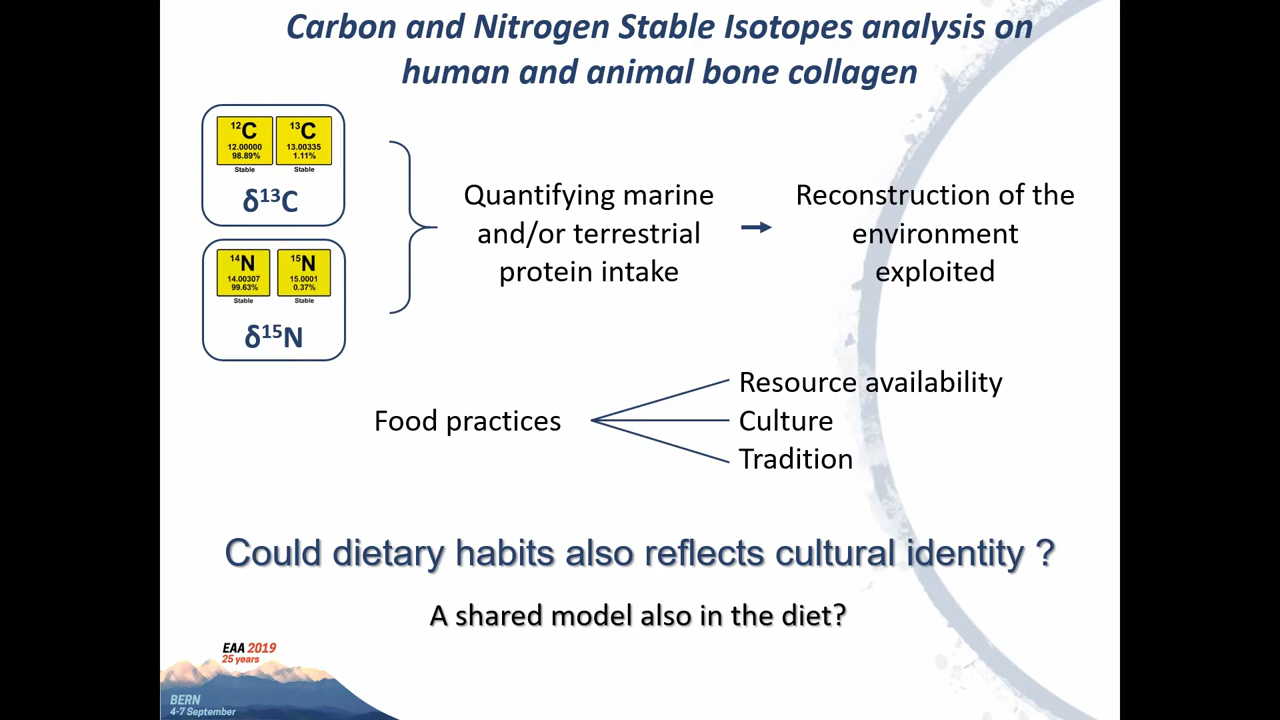 Carbon and Nitrogen Stable Isotopes analysis on
human and animal bone collagen
¹²C ¹³C
12.00000 13.00335
98.89% 1.11%
Stable Stable
δ¹³C
¹⁴N ¹⁵N
14.00307 15.0001
99.63% 0.37%
Stable Stable
δ¹⁵N
Quantifying marine
and/or terrestrial
protein intake
Reconstruction of the
environment
exploited
Food practices
Resource availability
Culture
Tradition
Could dietary habits also reflects cultural identity ?
A shared model also in the diet?
EAA 2019
25 years
BERN
4-7 September